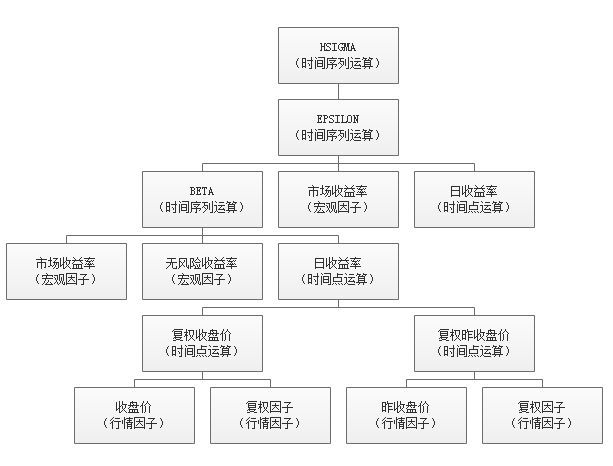 HSIGMA
（时间序列运算）
EPSILON
（时间序列运算）
BETA
（时间序列运算）
市场收益率
（宏观因子）
日收益率
（时间点运算）
市场收益率
（宏观因子）
无风险收益率
（宏观因子）
日收益率
（时间点运算）
复权收盘价
（时间点运算）
复权昨收盘价
（时间点运算）
收盘价
（行情因子）
复权因子
（行情因子）
昨收盘价
（行情因子）
复权因子
（行情因子）